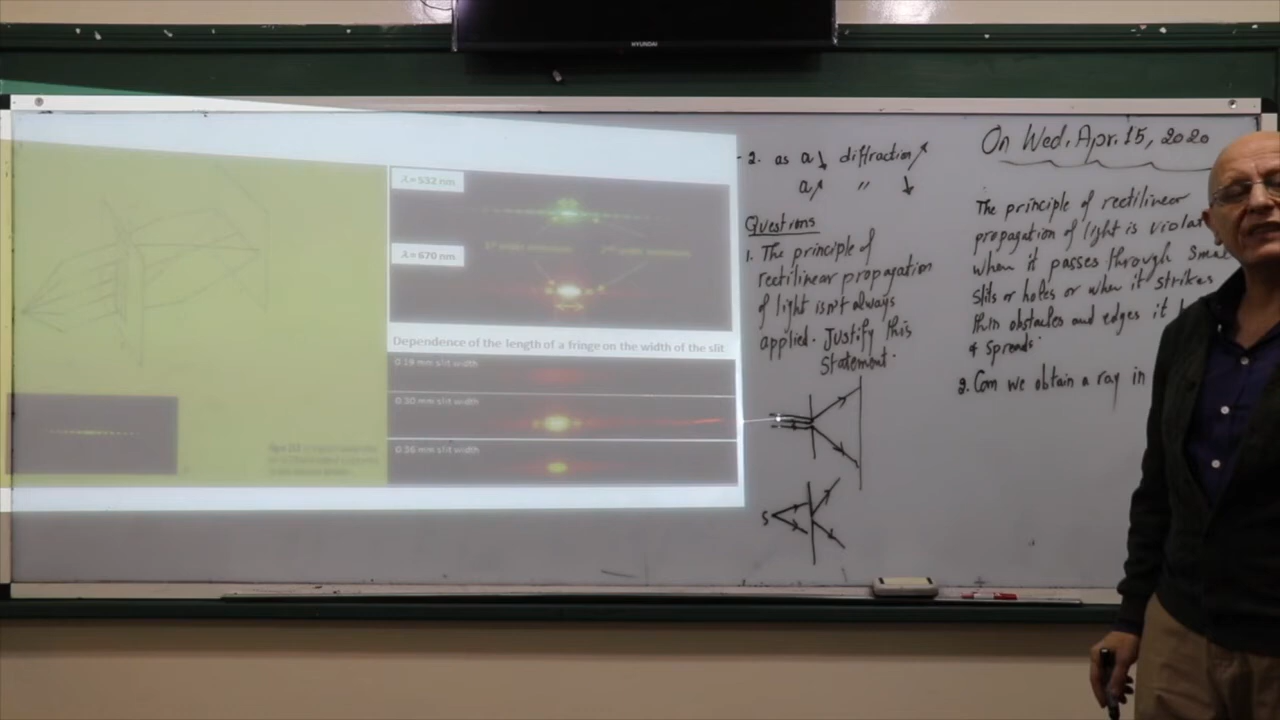 HYUNDAI
λ = 532 nm
λ = 670 nm
Dependence of the length of a fringe on the width of the slit
0.19 mm slit width
0.30 mm slit width
0.36 mm slit width
- 2. as a↓ diffraction↗
a↗ " ↓
Questions
1. The principle of
rectilinear propagation
of light isn't always
applied. Justify this
Statement.
S
On Wed. Apr. 15, 2020
The principle of rectilinear
propagation of light is
when it passes through
slits or holes or when it strikes
thin obstacles and edges it
& spreads.
2. Can we obtain a ray in